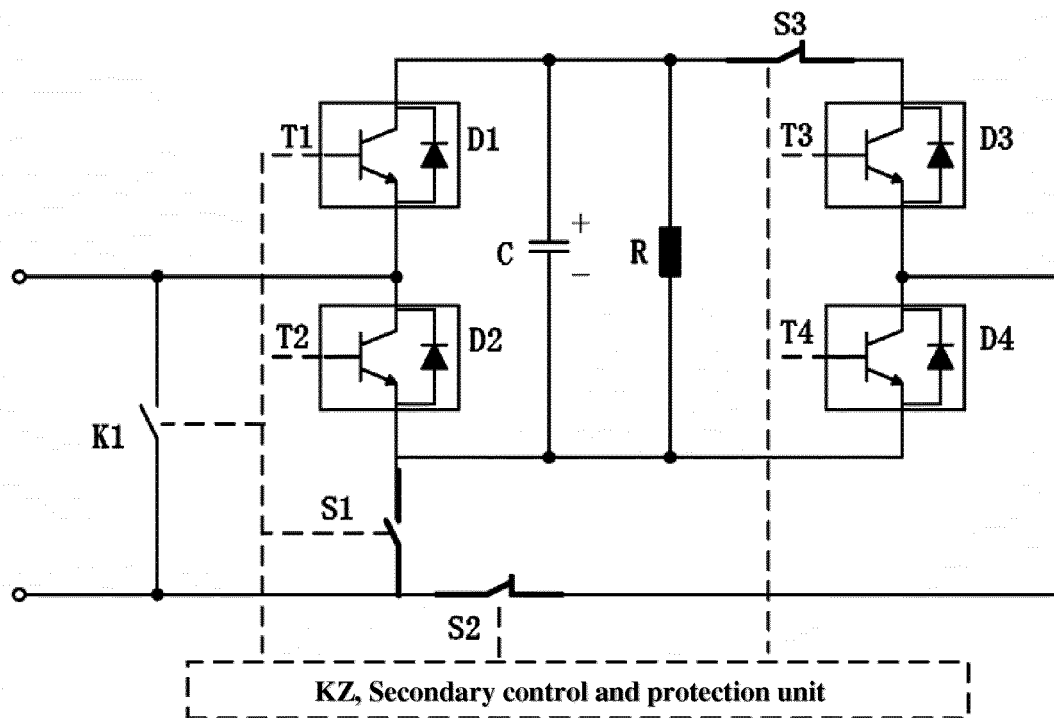 S3
T1
D1
T3
D3
C
+
−
R
T2
D2
T4
D4
K1
S1
S2
KZ, Secondary control and protection unit